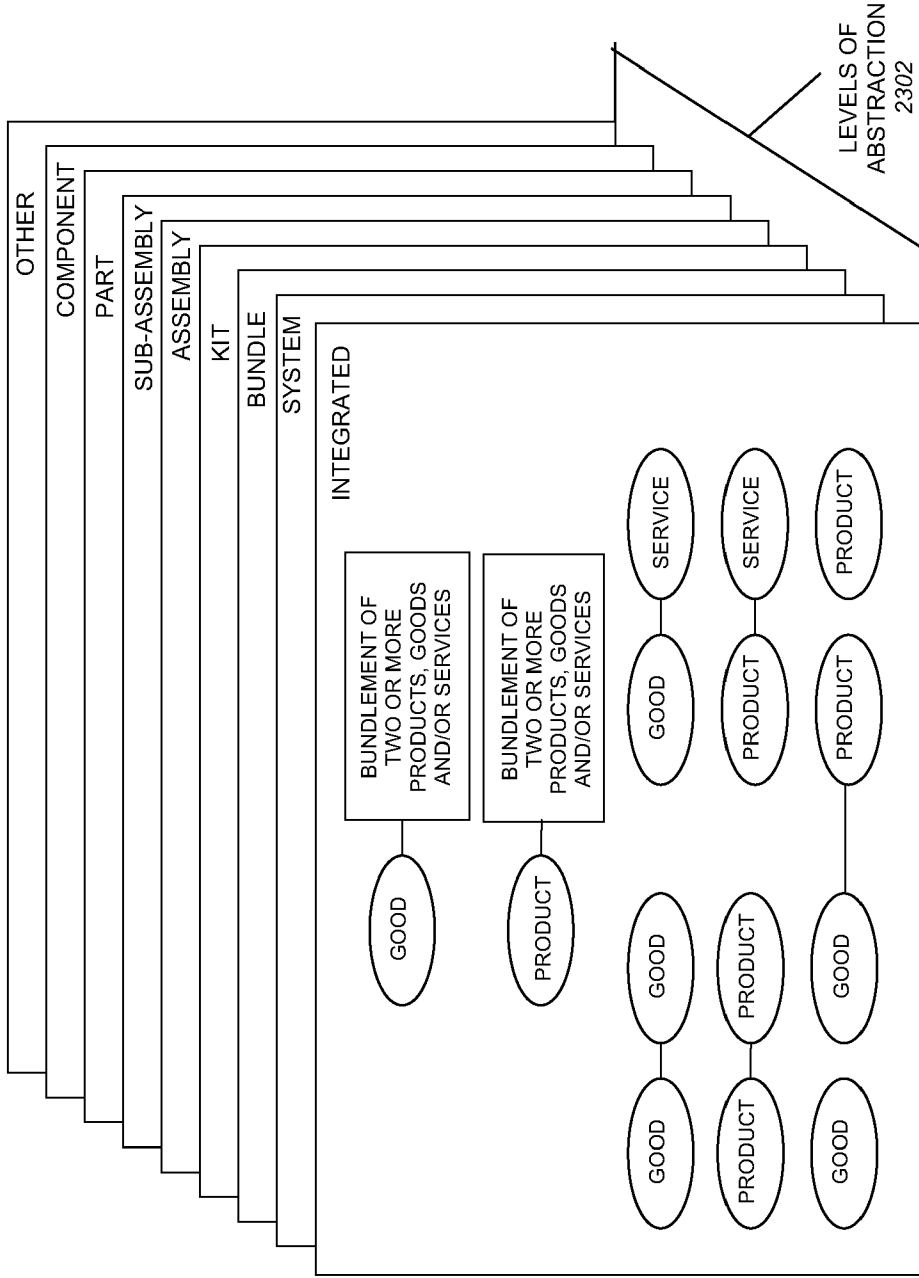 OTHER
COMPONENT
PART
SUB-ASSEMBLY
ASSEMBLY
KIT
BUNDLE
SYSTEM
INTEGRATED
GOOD
BUNDLEMENT OF
TWO OR MORE
PRODUCTS, GOODS
AND/OR SERVICES
PRODUCT
BUNDLEMENT OF
TWO OR MORE
PRODUCTS, GOODS
AND/OR SERVICES
GOOD
GOOD
GOOD
SERVICE
PRODUCT
PRODUCT
PRODUCT
SERVICE
GOOD
GOOD
PRODUCT
PRODUCT
LEVELS OF
ABSTRACTION
2302